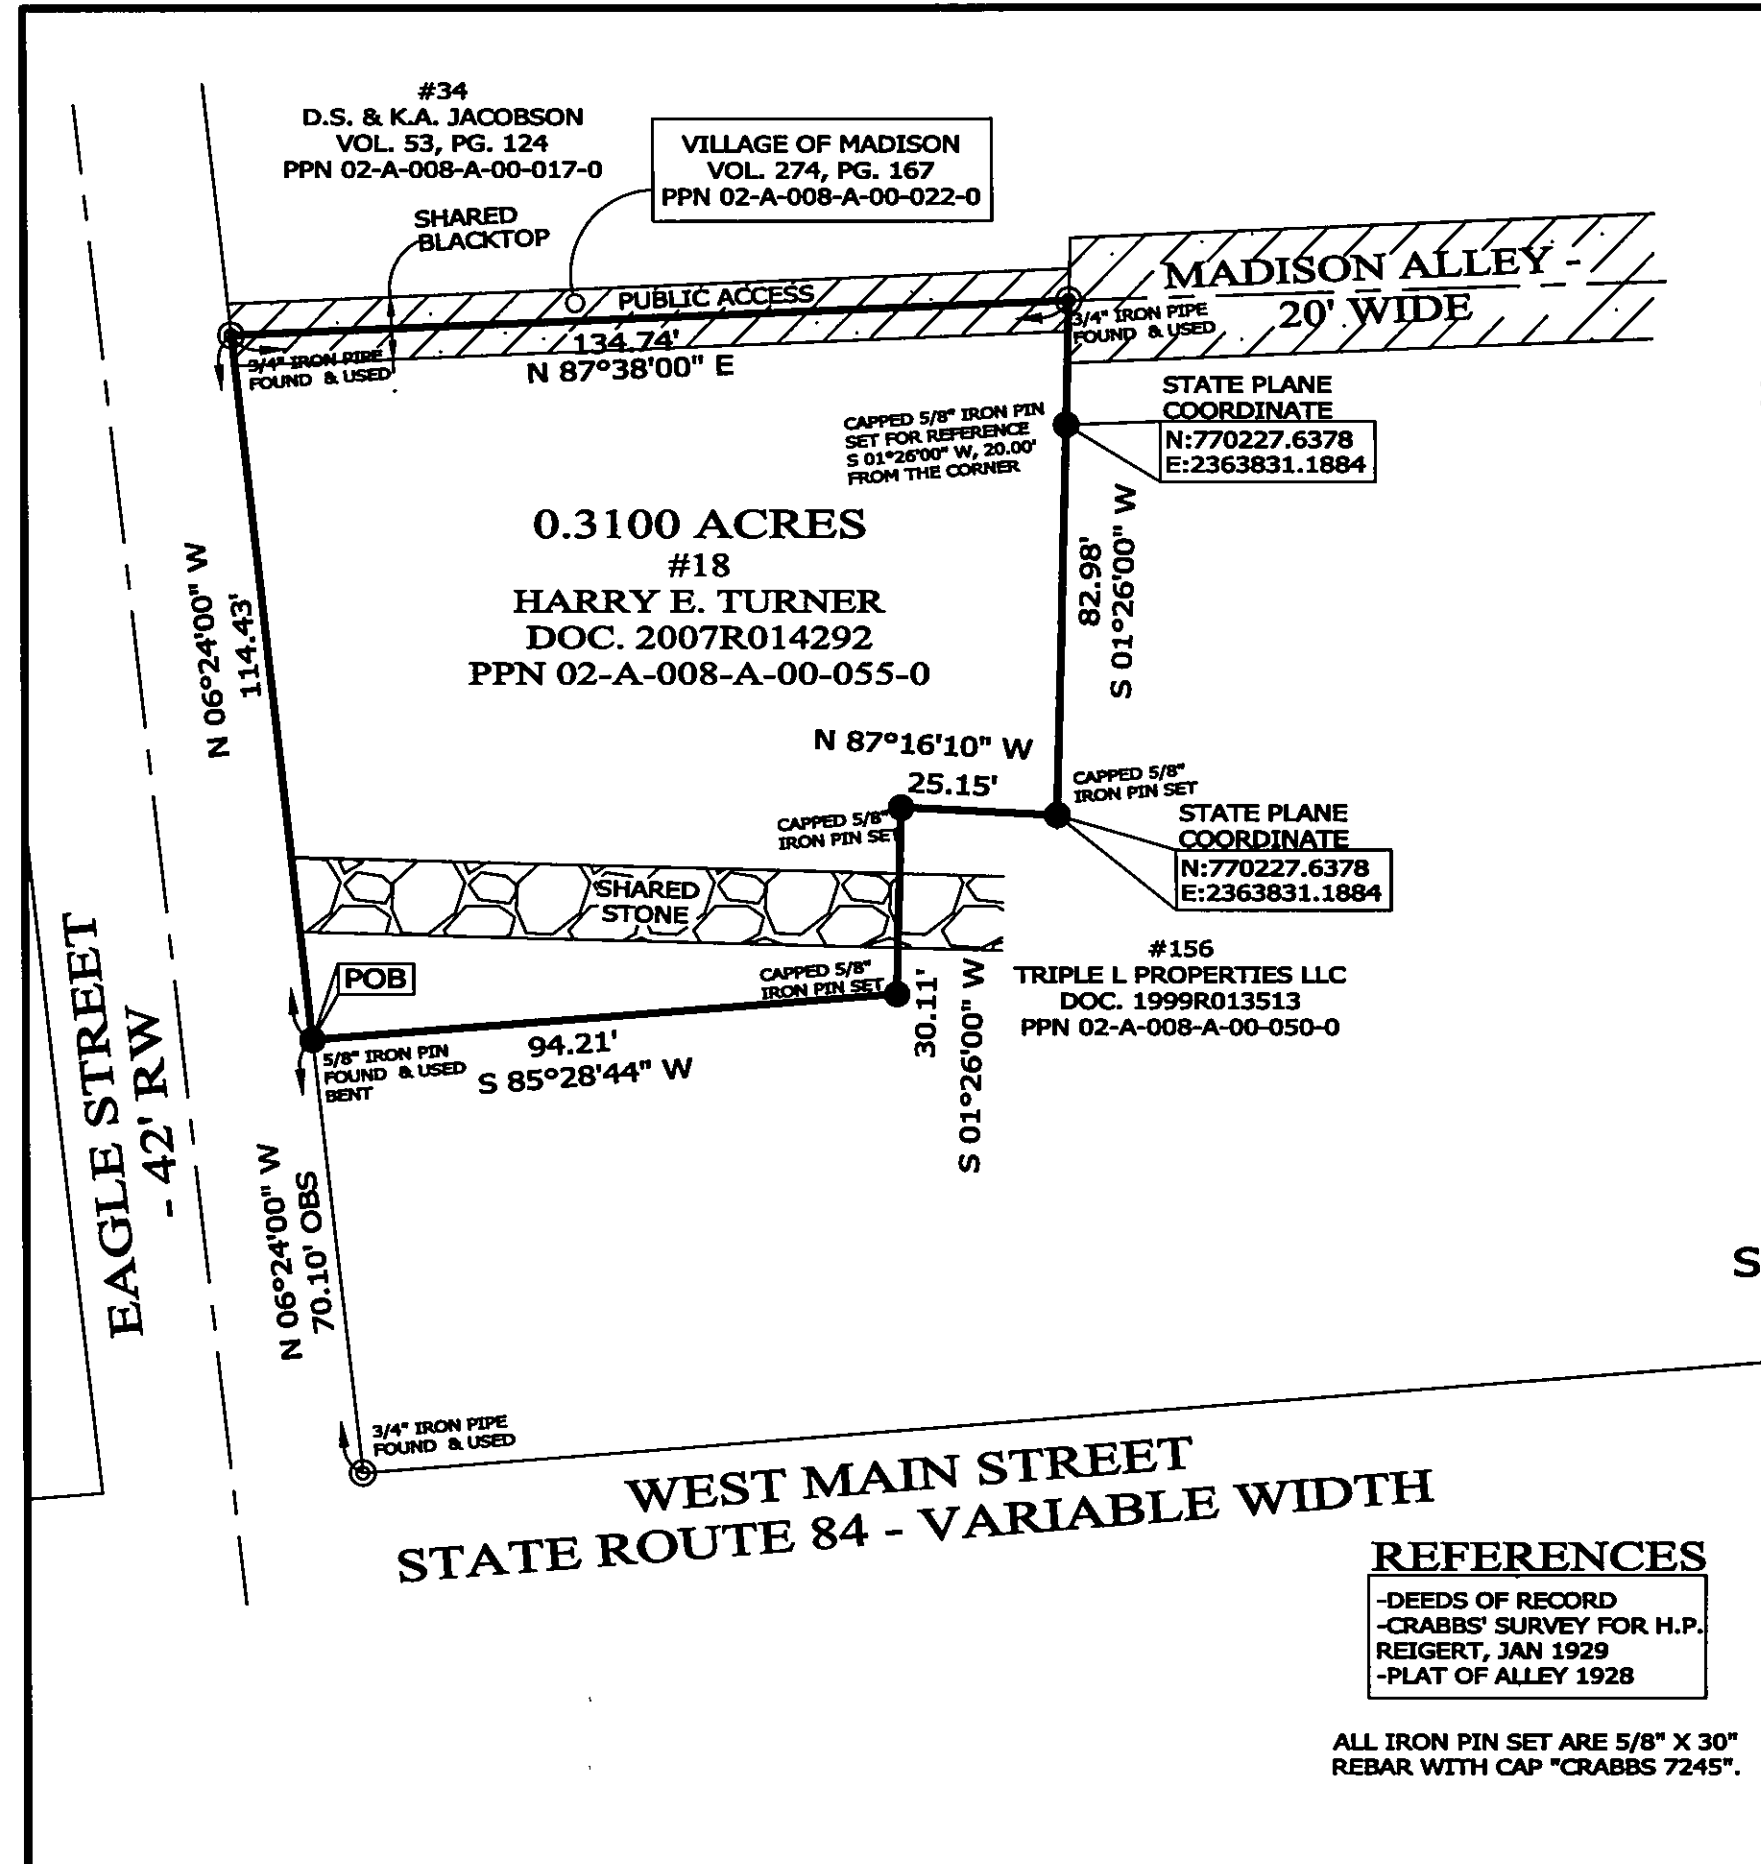 #34
D.S. & K.A. JACOBSON
VOL. 53, PG. 124
PPN 02-A-008-A-00-017-0
VILLAGE OF MADISON
VOL. 274, PG. 167
PPN 02-A-008-A-00-022-0
SHARED
BLACKTOP
PUBLIC ACCESS
MADISON ALLEY -
20' WIDE
3/4" IRON PIPE
FOUND & USED
3/4" IRON PIPE
FOUND & USED
134.74'
N 87°38'00" E
STATE PLANE
COORDINATE
N:770227.6378
E:2363831.1884
CAPPED 5/8" IRON PIN
SET FOR REFERENCE
S 01°26'00" W, 20.00'
FROM THE CORNER
0.3100 ACRES
#18
HARRY E. TURNER
DOC. 2007R014292
PPN 02-A-008-A-00-055-0
N 06°24'00" W
114.43'
82.98'
S 01°26'00" W
N 87°16'10" W
25.15'
CAPPED 5/8"
IRON PIN SET
CAPPED 5/8"
IRON PIN SET
STATE PLANE
COORDINATE
N:770227.6378
E:2363831.1884
SHARED
STONE
#156
TRIPLE L PROPERTIES LLC
DOC. 1999R013513
PPN 02-A-008-A-00-050-0
POB
CAPPED 5/8"
IRON PIN SET
30.11'
S 01°26'00" W
94.21'
S 85°28'44" W
5/8" IRON PIN
FOUND & USED
BENT
EAGLE STREET
- 42' RW
N 06°24'00" W
70.10' OBS
S
3/4" IRON PIPE
FOUND & USED
WEST MAIN STREET
STATE ROUTE 84 - VARIABLE WIDTH
REFERENCES
-DEEDS OF RECORD
-CRABBS' SURVEY FOR H.P.
REIGERT, JAN 1929
-PLAT OF ALLEY 1928
ALL IRON PIN SET ARE 5/8" X 30"
REBAR WITH CAP "CRABBS 7245".